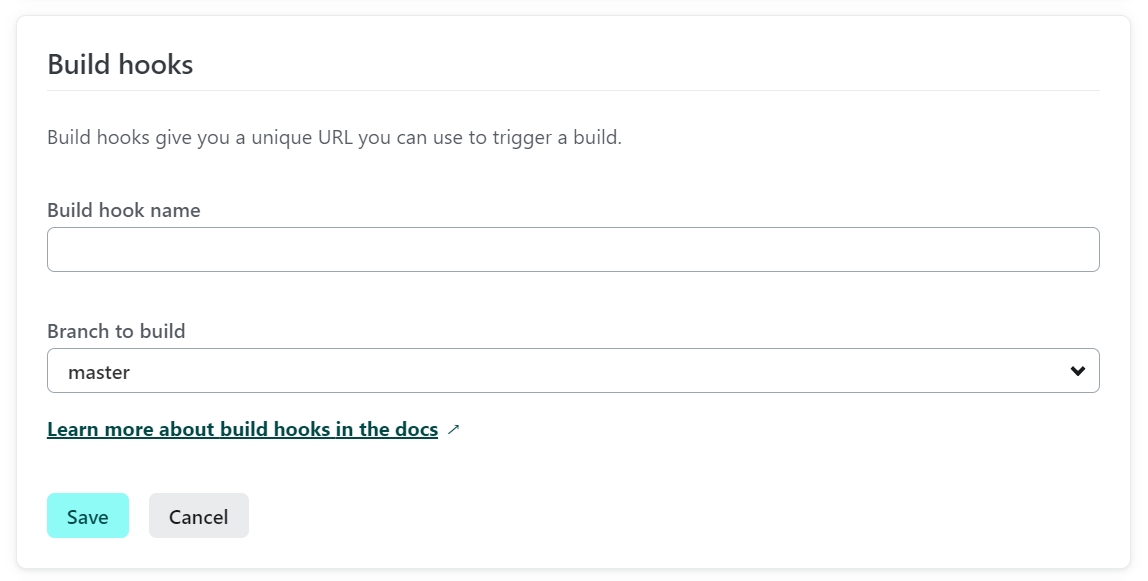 Build hooks
Build hooks give you a unique URL you can use to trigger a build.
Build hook name
Branch to build
master
Learn more about build hooks in the docs ↗
Save
Cancel